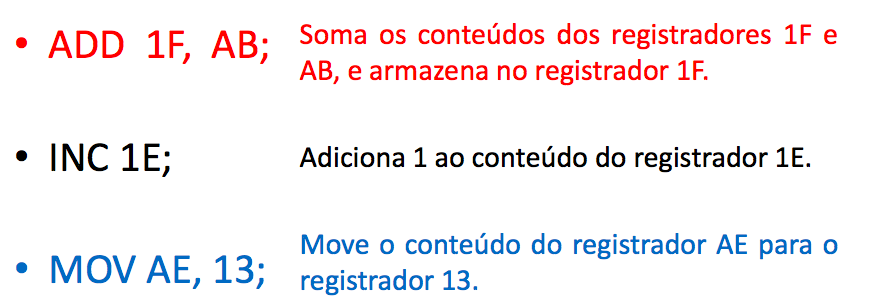 • ADD 1F, AB; Soma os conteúdos dos registradores 1F e
AB, e armazena no registrador 1F.
• INC 1E; Adiciona 1 ao conteúdo do registrador 1E.
• MOV AE, 13; Move o conteúdo do registrador AE para o
registrador 13.